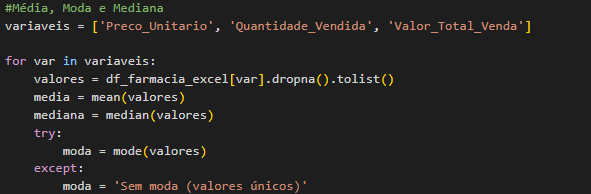 #Média, Moda e Mediana
variaveis = ['Preco_Unitario', 'Quantidade_Vendida', 'Valor_Total_Venda']

for var in variaveis:
    valores = df_farmacia_excel[var].dropna().tolist()
    media = mean(valores)
    mediana = median(valores)
    try:
        moda = mode(valores)
    except:
        moda = 'Sem moda (valores únicos)'